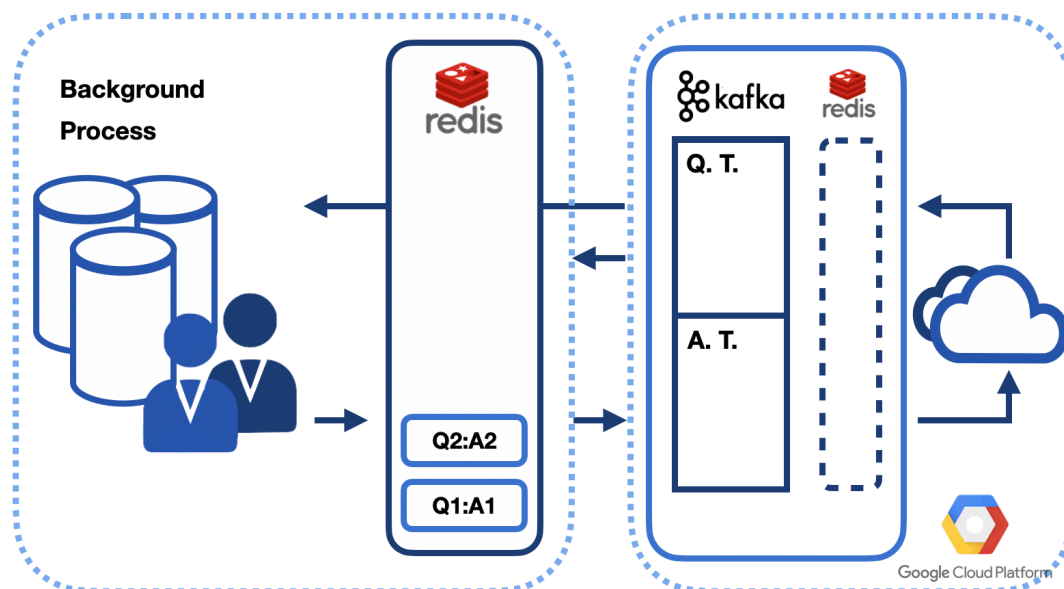 Background
Process
redis
kafka
redis
Q. T.
A. T.
Q2:A2
Q1:A1
Google Cloud Platform